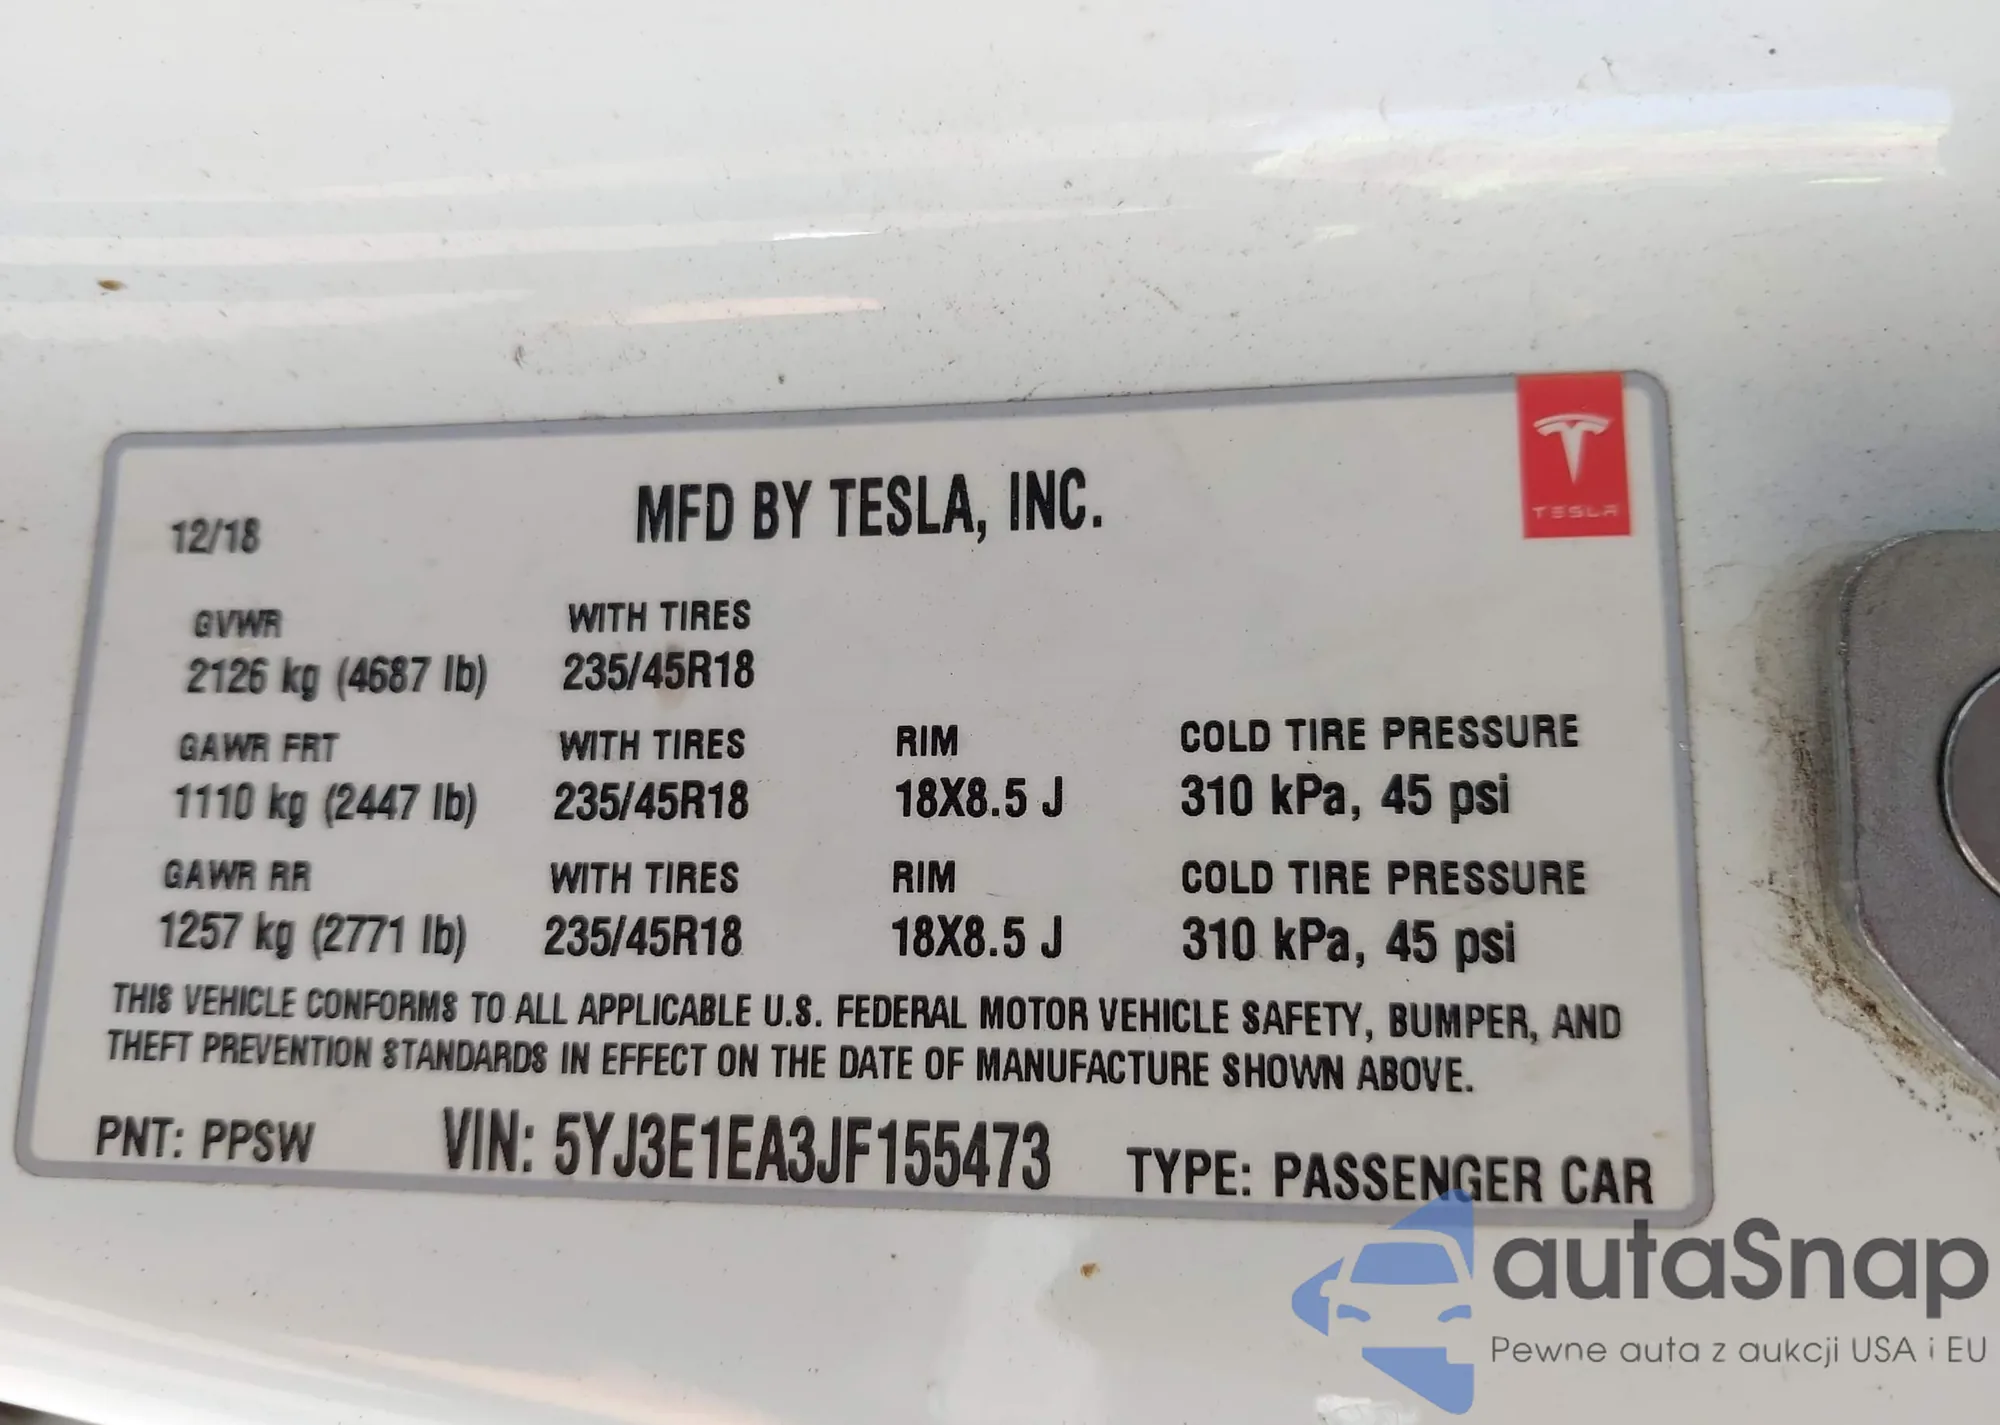 MFD BY TESLA, INC.
TESLA
12/18
GVWR WITH TIRES
2126 kg (4687 lb) 235/45R18
GAWR FRT WITH TIRES RIM COLD TIRE PRESSURE
1110 kg (2447 lb) 235/45R18 18X8.5 J 310 kPa, 45 psi
GAWR RR WITH TIRES RIM COLD TIRE PRESSURE
1257 kg (2771 lb) 235/45R18 18X8.5 J 310 kPa, 45 psi
THIS VEHICLE CONFORMS TO ALL APPLICABLE U.S. FEDERAL MOTOR VEHICLE SAFETY, BUMPER, AND
THEFT PREVENTION STANDARDS IN EFFECT ON THE DATE OF MANUFACTURE SHOWN ABOVE.
PNT: PPSW VIN: 5YJ3E1EA3JF155473 TYPE: PASSENGER CAR
autaSnap
Pewne auta z aukcji USA i EU